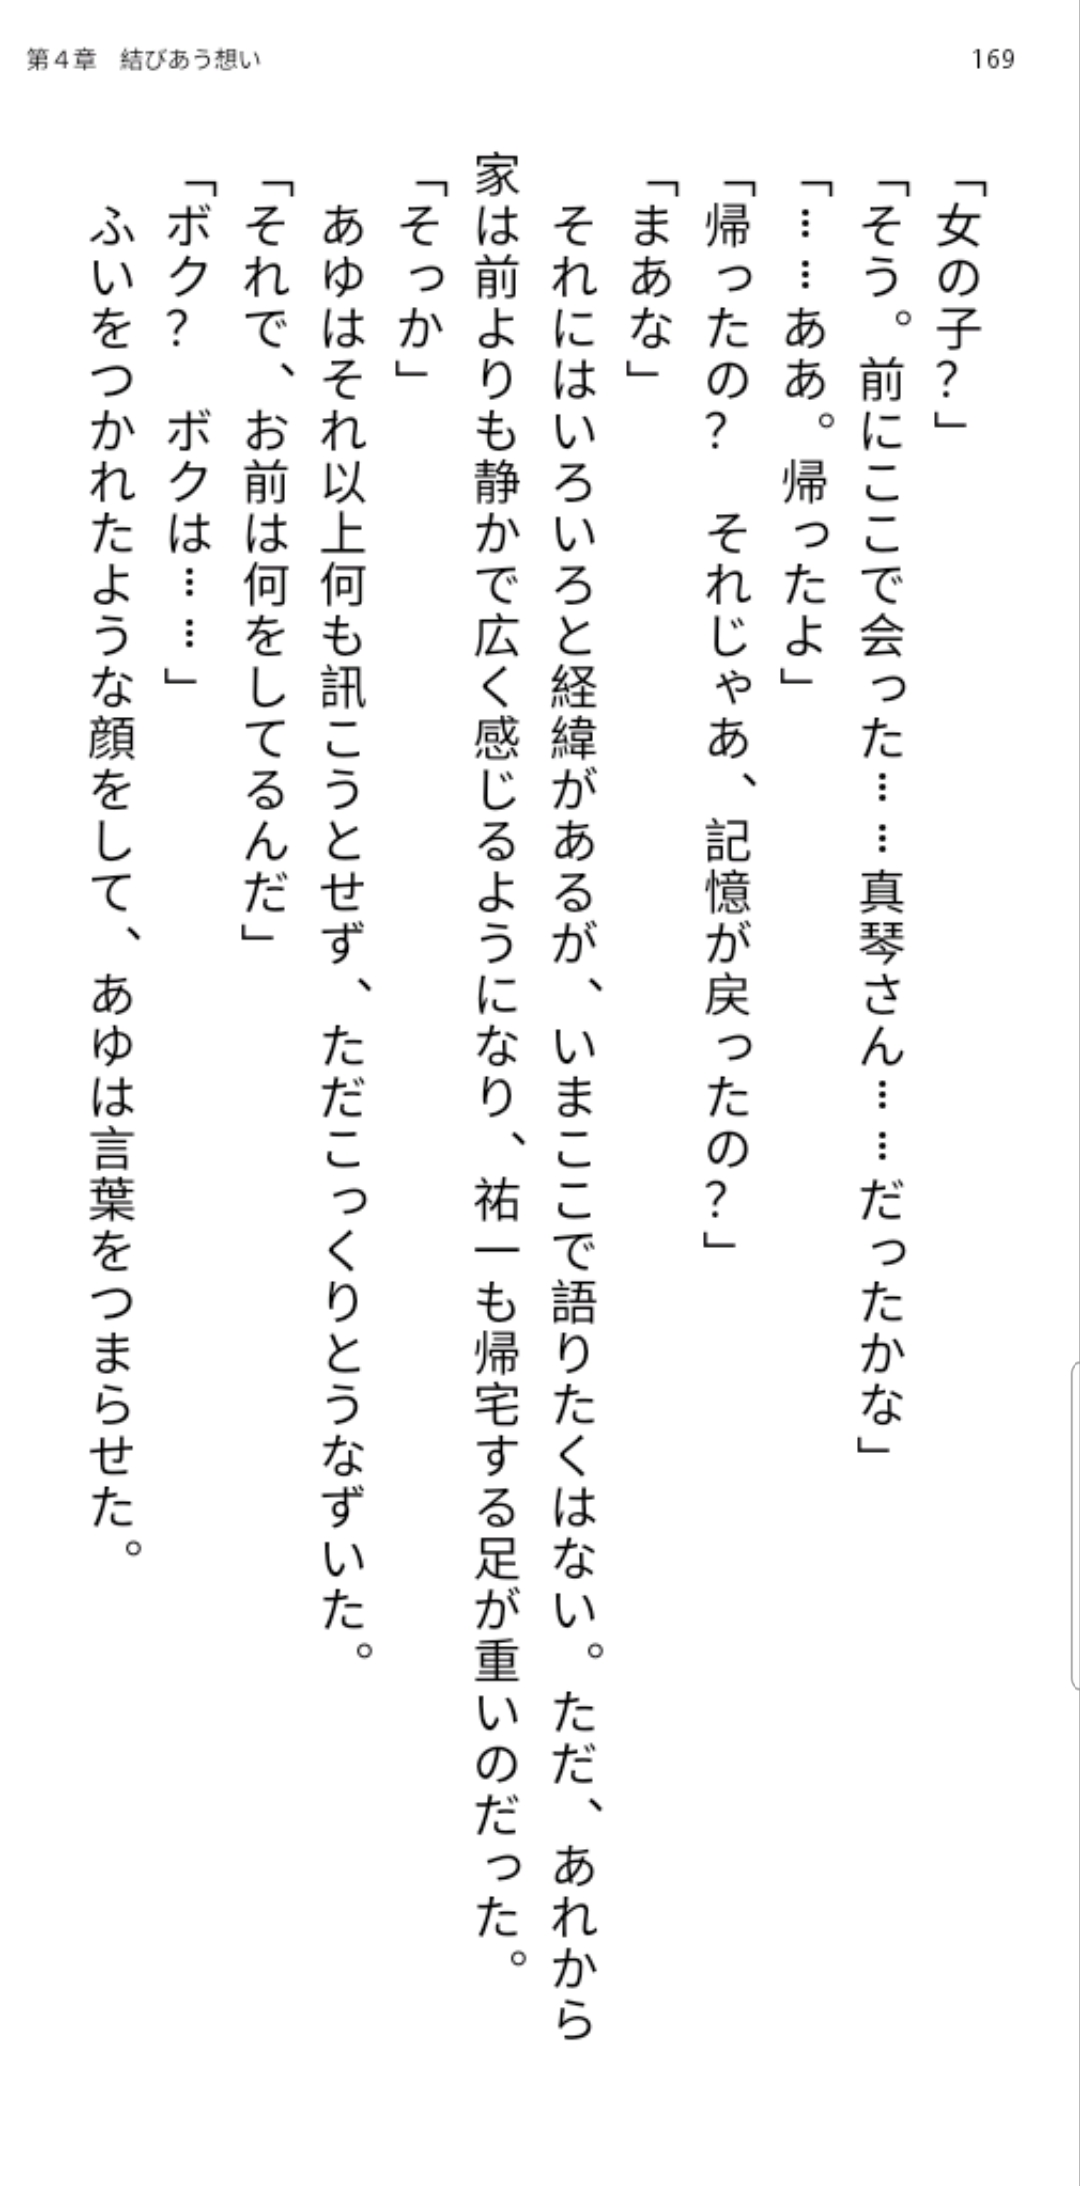 第４章　結びあう想い
169
「女の子？」
「そう。前にここで会った……真琴さん……だったかな」
「……ああ。帰ったよ」
「帰ったの？　それじゃあ、記憶が戻ったの？」
「まあな」
　それにはいろいろと経緯があるが、いまここで語りたくはない。ただ、あれから
家は前よりも静かで広く感じるようになり、祐一も帰宅する足が重いのだった。
「そっか」
　あゆはそれ以上何も訊こうとせず、ただこっくりとうなずいた。
「それで、お前は何をしてるんだ」
「ボク？　ボクは……」
　ふいをつかれたような顔をして、あゆは言葉をつまらせた。